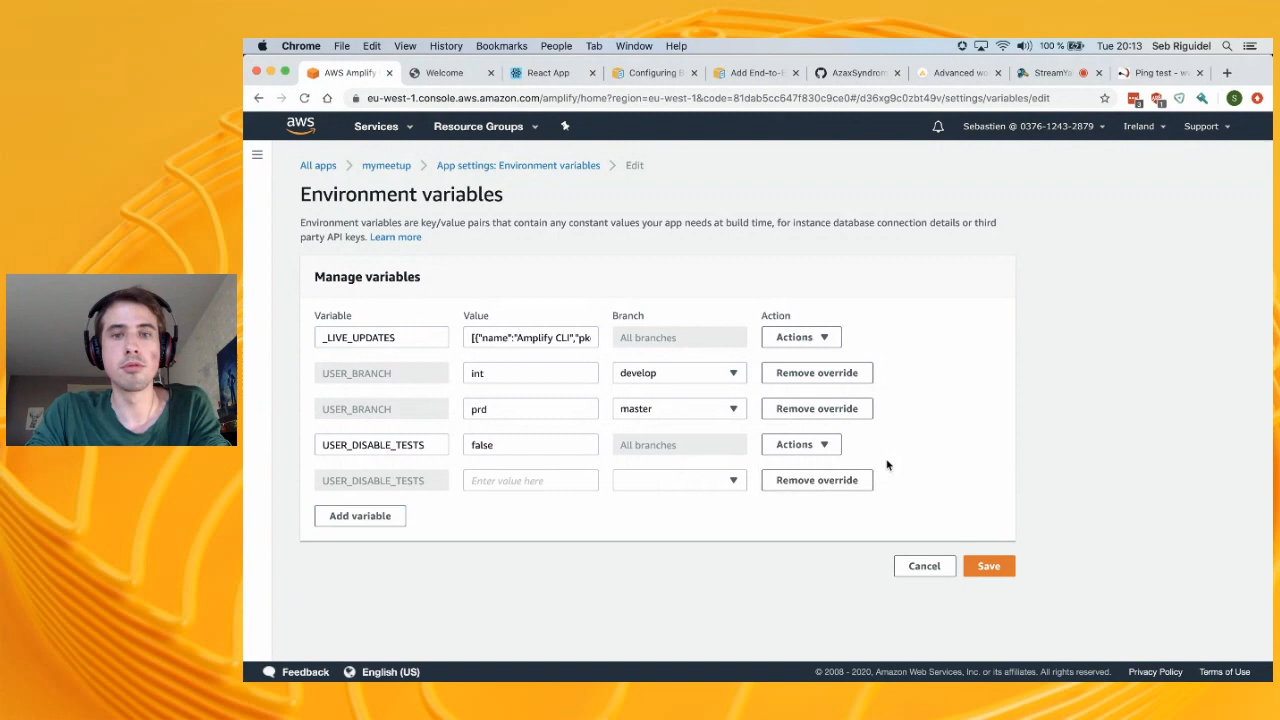 Chrome File Edit View History Bookmarks People Tab Window Help 100 % Tue 20:13 Seb Riguidel
AWS Amplify Welcome React App Configuring Add End-to- AzaxSyndrom Advanced wo StreamYa Ping test - w
eu-west-1.console.aws.amazon.com/amplify/home?region=eu-west-1&code=81dab5cc647f830c9ce0#/d36xg9c0zbt49v/settings/variables/edit
aws Services Resource Groups Sebastien @ 0376-1243-2879 Ireland Support
All apps > mymeetup > App settings: Environment variables > Edit
Environment variables
Environment variables are key/value pairs that contain any constant values your app needs at build time, for instance database connection details or third
party API keys. Learn more
Manage variables
Variable Value Branch Action
_LIVE_UPDATES [{"name":"Amplify CLI","pk All branches Actions
USER_BRANCH int develop Remove override
USER_BRANCH prd master Remove override
USER_DISABLE_TESTS false All branches Actions
USER_DISABLE_TESTS Enter value here Remove override
Add variable
Cancel Save
Feedback English (US) © 2008 - 2020, Amazon Web Services, Inc. or its affiliates. All rights reserved. Privacy Policy Terms of Use